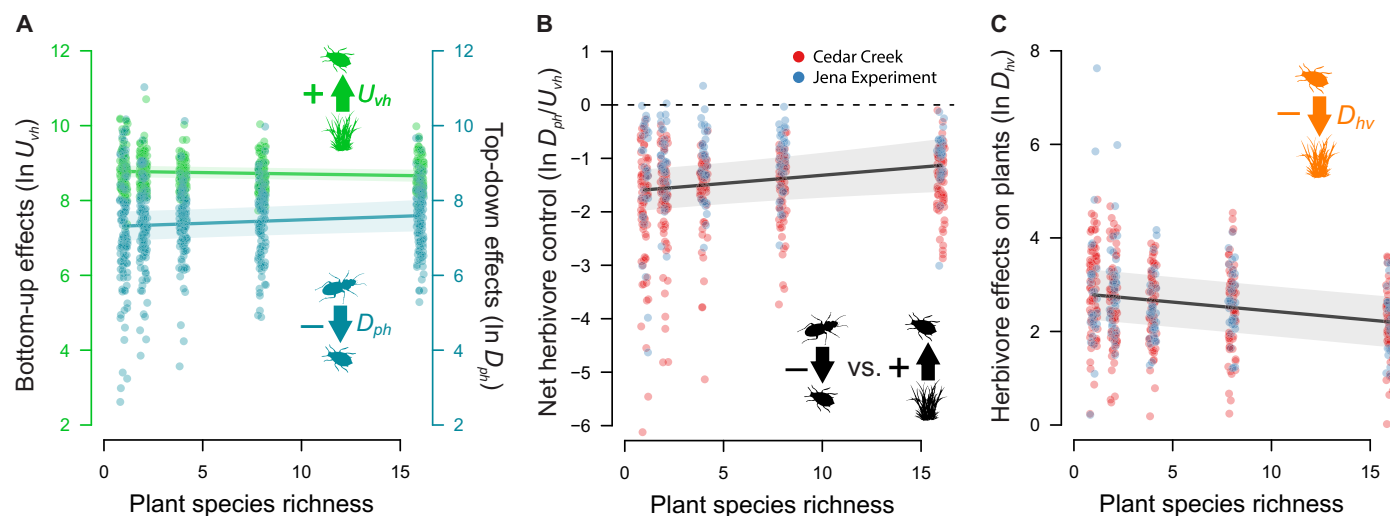 A
Bottom-up effects (ln Uvh)
12
10
8
6
4
2
+ Uvh
− Dph
12
10
8
6
4
2
Top-down effects (ln Dph)
0 5 10 15
Plant species richness
B
Net herbivore control (ln Dph/Uvh)
1
0
−1
−2
−3
−4
−5
−6
Cedar Creek
Jena Experiment
− vs. +
0 5 10 15
Plant species richness
C
Herbivore effects on plants (ln Dhv)
8
6
4
2
0
− Dhv
0 5 10 15
Plant species richness